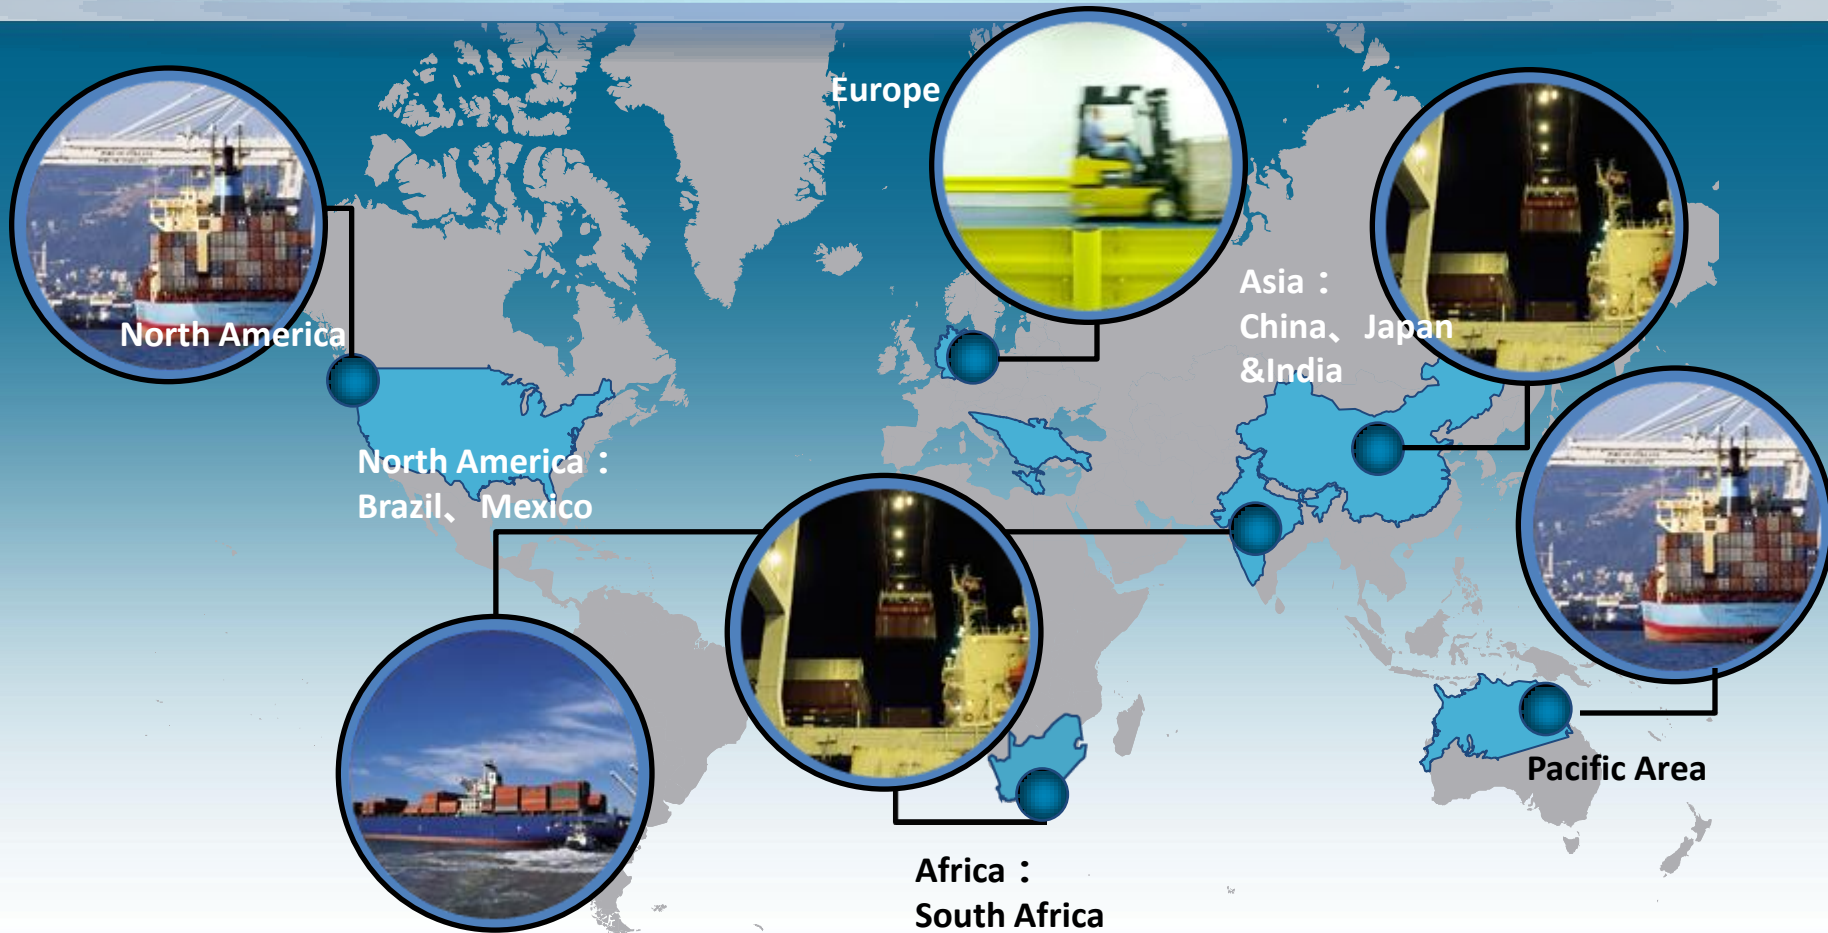 Europe
Asia：
China、Japan
&India
North America
North America：
Brazil、Mexico
Pacific Area
Africa：
South Africa